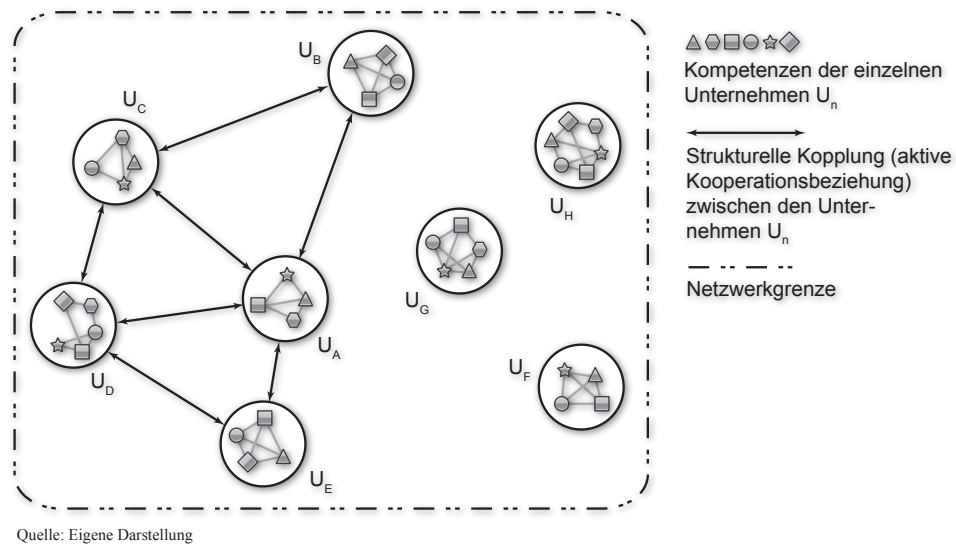 U_B
U_C
U_H
U_G
U_A
U_F
U_D
U_E
Kompetenzen der einzelnen
Unternehmen U_n
Strukturelle Kopplung (aktive
Kooperationsbeziehung)
zwischen den Unter-
nehmen U_n
Netzwerkgrenze
Quelle: Eigene Darstellung